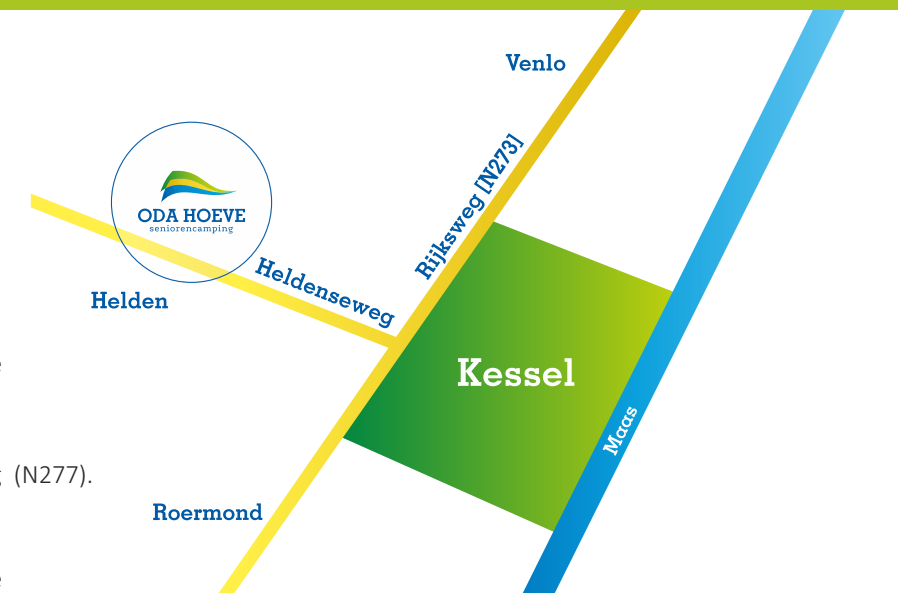 Venlo
Rijksweg [N273]
ODA HOEVE
seniorencamping
Heldenseweg
Helden
Kessel
Maas
(N277).
Roermond